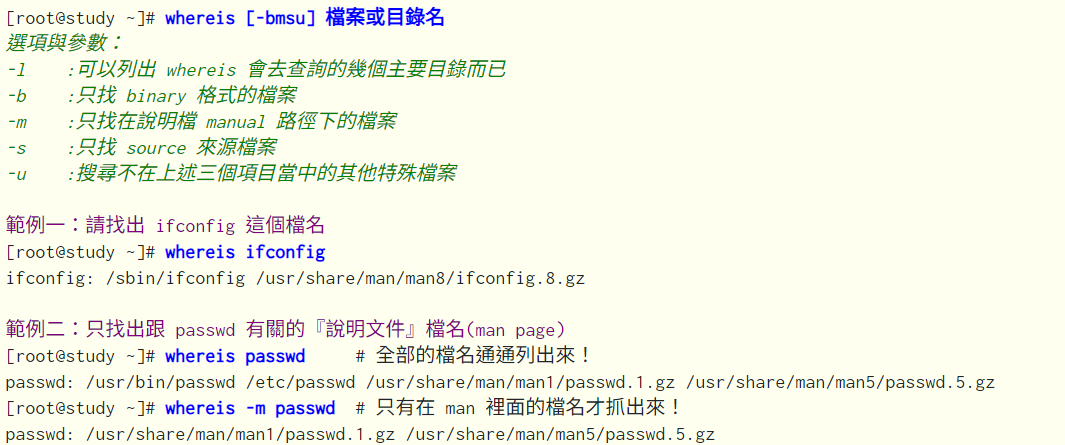 [root@study ~]# whereis [-bmsu] 檔案或目錄名
選項與參數：
-l    :可以列出 whereis 會去查詢的幾個主要目錄而已
-b    :只找 binary 格式的檔案
-m    :只找在說明檔 manual 路徑下的檔案
-s    :只找 source 來源檔案
-u    :搜尋不在上述三個項目當中的其他特殊檔案
範例一：請找出 ifconfig 這個檔名
[root@study ~]# whereis ifconfig
ifconfig: /sbin/ifconfig /usr/share/man/man8/ifconfig.8.gz
範例二：只找出跟 passwd 有關的『說明文件』檔名(man page)
[root@study ~]# whereis passwd     # 全部的檔名通通列出來！
passwd: /usr/bin/passwd /etc/passwd /usr/share/man/man1/passwd.1.gz /usr/share/man/man5/passwd.5.gz
[root@study ~]# whereis -m passwd  # 只有在 man 裡面的檔名才抓出來！
passwd: /usr/share/man/man1/passwd.1.gz /usr/share/man/man5/passwd.5.gz